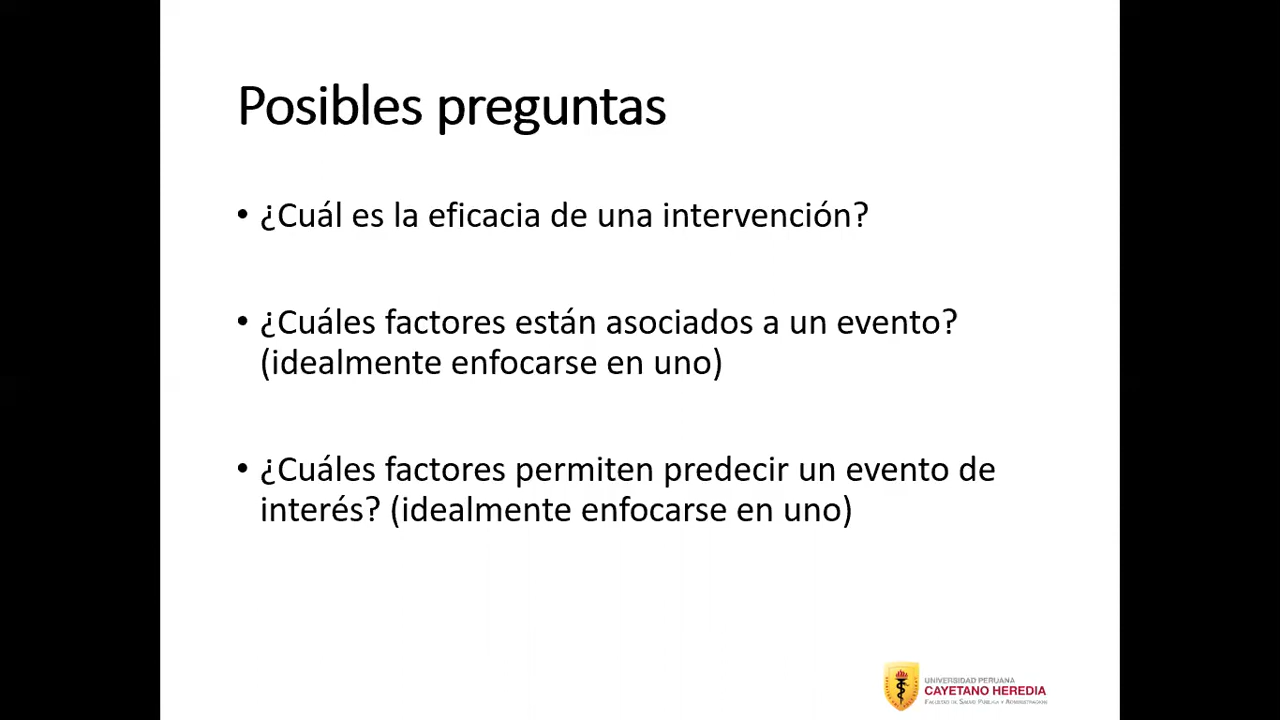 Posibles preguntas
• ¿Cuál es la eficacia de una intervención?
• ¿Cuáles factores están asociados a un evento?
(idealmente enfocarse en uno)
• ¿Cuáles factores permiten predecir un evento de
interés? (idealmente enfocarse en uno)
UNIVERSIDAD PERUANA
CAYETANO HEREDIA
FACULTAD DE SALUD PÚBLICA Y ADMINISTRACIÓN